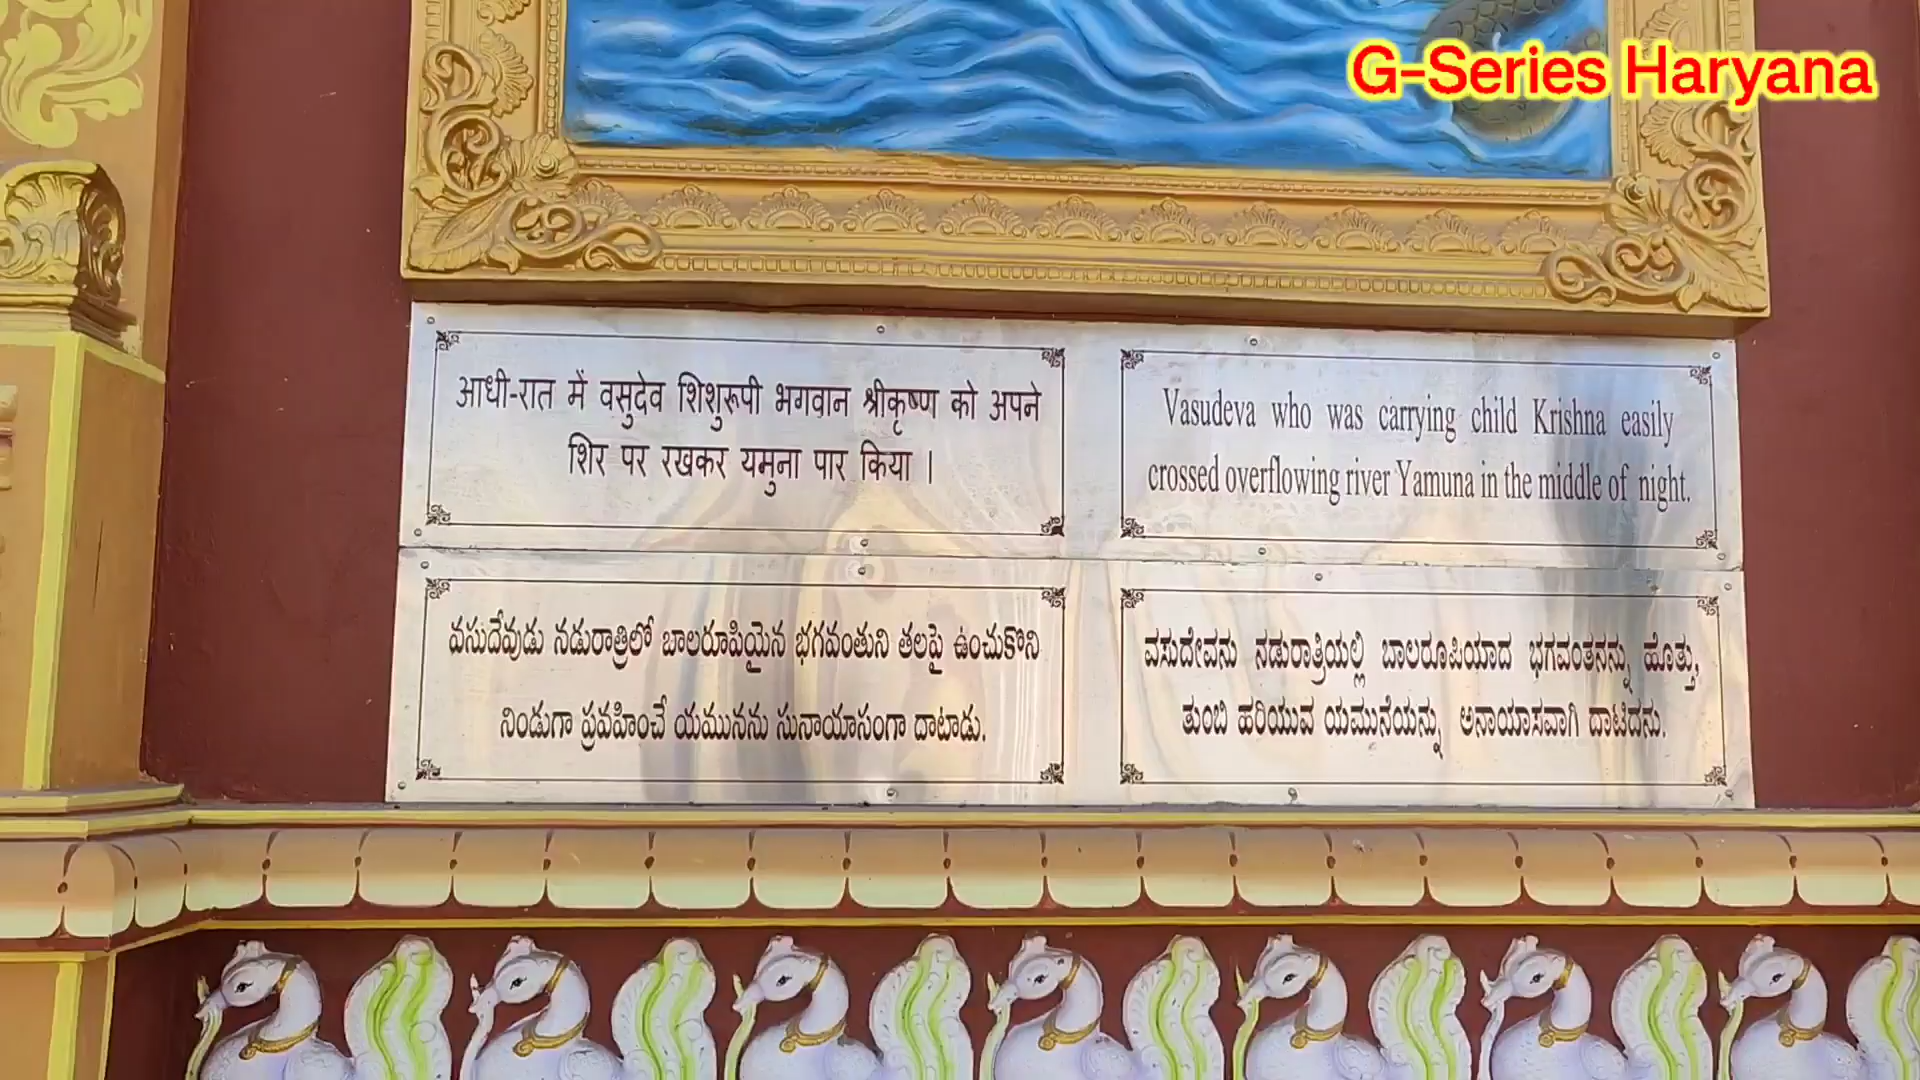 G-Series Haryana
आधी-रात में वसुदेव शिशुरूपी भगवान श्रीकृष्ण को अपने
शिर पर रखकर यमुना पार किया ।
Vasudeva who was carrying child Krishna easily
crossed overflowing river Yamuna in the middle of night.
వసుదేవుడు నడురాత్రిలో బాలరూపియైన భగవంతుని తలపై ఉంచుకొని
నిండుగా ప్రవహించే యమునను సునాయాసంగా దాటాడు.
ವಸುದೇವನು ನಡುರಾತ್ರಿಯಲ್ಲಿ ಬಾಲರೂಪಿಯಾದ ಭಗವಂತನನ್ನು ಹೊತ್ತು,
ತುಂಬಿ ಹರಿಯುವ ಯಮುನೆಯನ್ನು ಅನಾಯಾಸವಾಗಿ ದಾಟಿದನು.